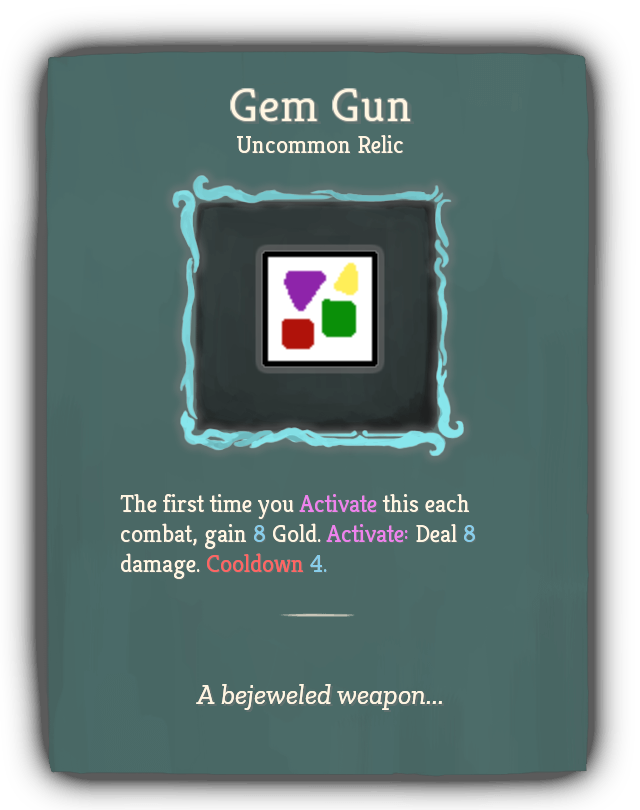 Gem Gun
Uncommon Relic
The first time you Activate this each
combat, gain 8 Gold. Activate: Deal 8
damage. Cooldown 4.
A bejeweled weapon...